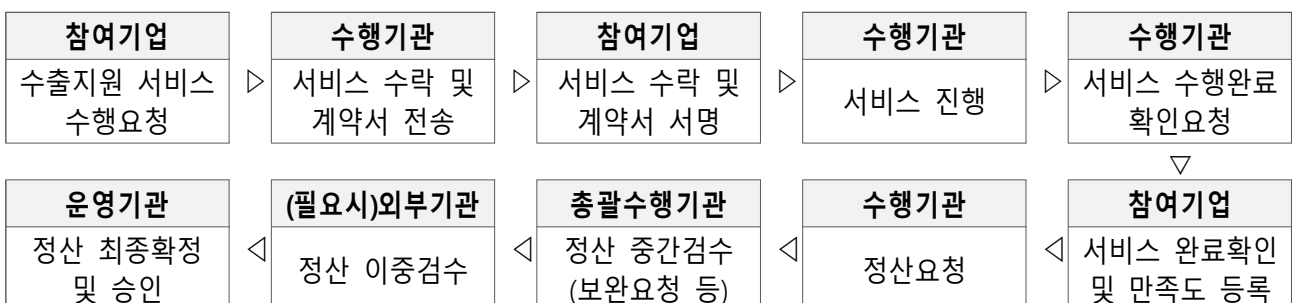 참여기업
수출지원 서비스
수행요청
▷
수행기관
서비스 수락 및
계약서 전송
▷
참여기업
서비스 수락 및
계약서 서명
▷
수행기관
서비스 진행
▷
수행기관
서비스 수행완료
확인요청
▽
참여기업
서비스 완료확인
및 만족도 등록
◁
수행기관
정산요청
◁
총괄수행기관
정산 중간검수
(보완요청 등)
◁
(필요시)외부기관
정산 이중검수
◁
운영기관
정산 최종확정
및 승인